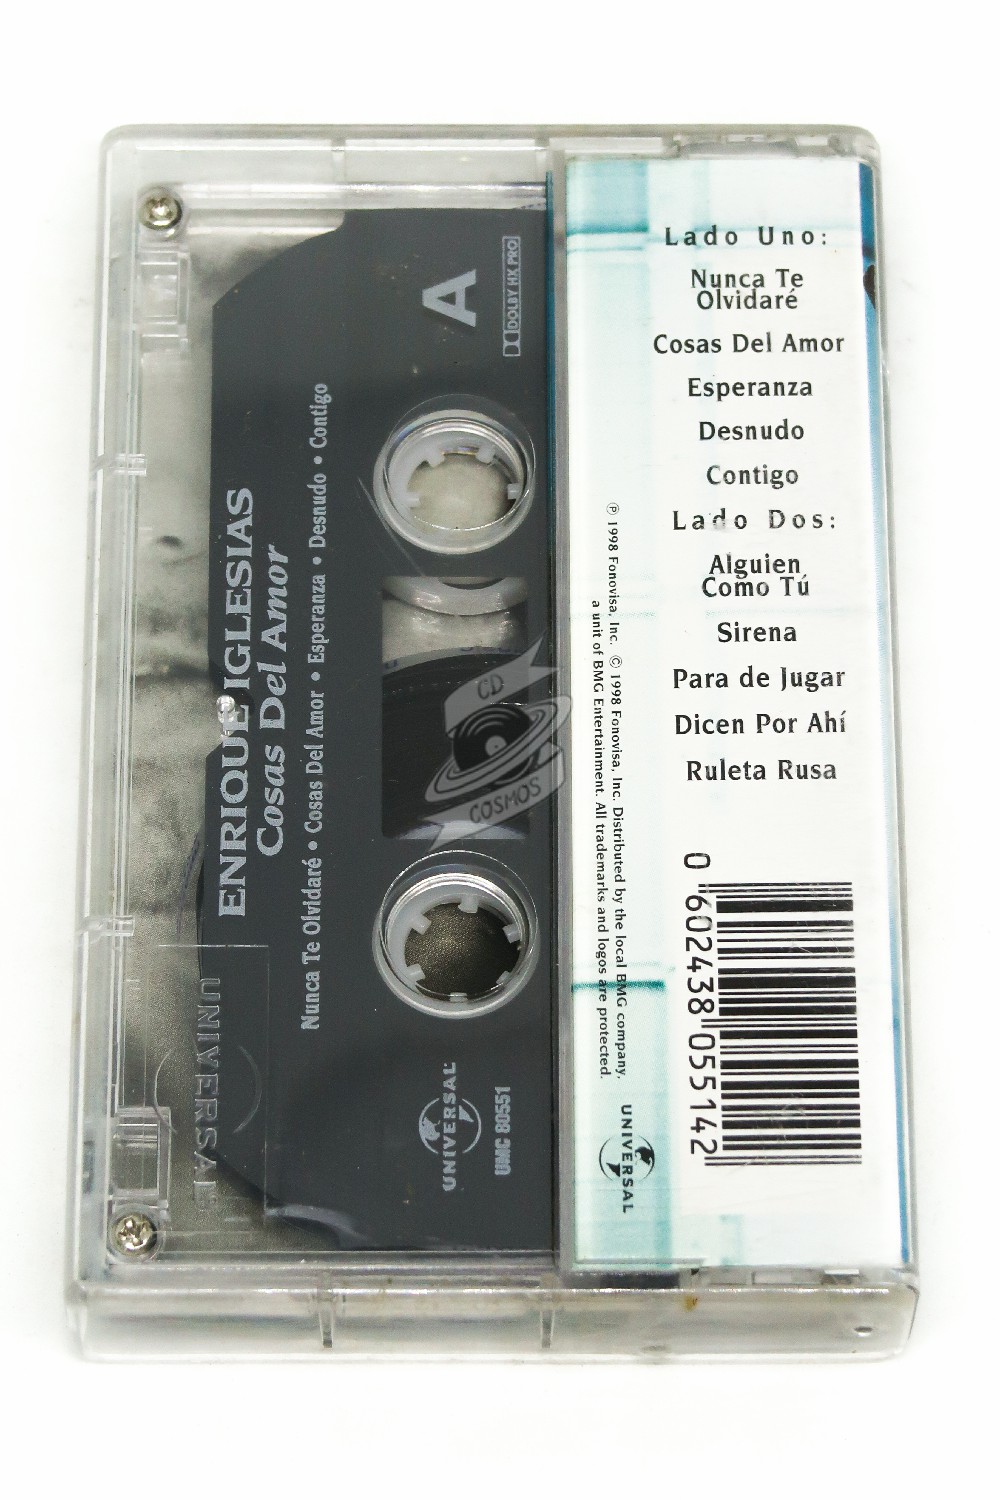 A
DOLBY HX PRO
ENRIQUE IGLESIAS
Cosas Del Amor
Nunca Te Olvidaré • Cosas Del Amor • Esperanza • Desnudo • Contigo
UNIVERSAL
UMC 80551
UNIVERSAL
CD
COSMOS
Lado Uno:
Nunca Te
Olvidaré
Cosas Del Amor
Esperanza
Desnudo
Contigo
Lado Dos:
Alguien
Como Tú
Sirena
Para de Jugar
Dicen Por Ahí
Ruleta Rusa
℗ 1998 Fonovisa, Inc. © 1998 Fonovisa, Inc. Distributed by the local BMG company,
a unit of BMG Entertainment. All trademarks and logos are protected.
UNIVERSAL
0 602438 055142